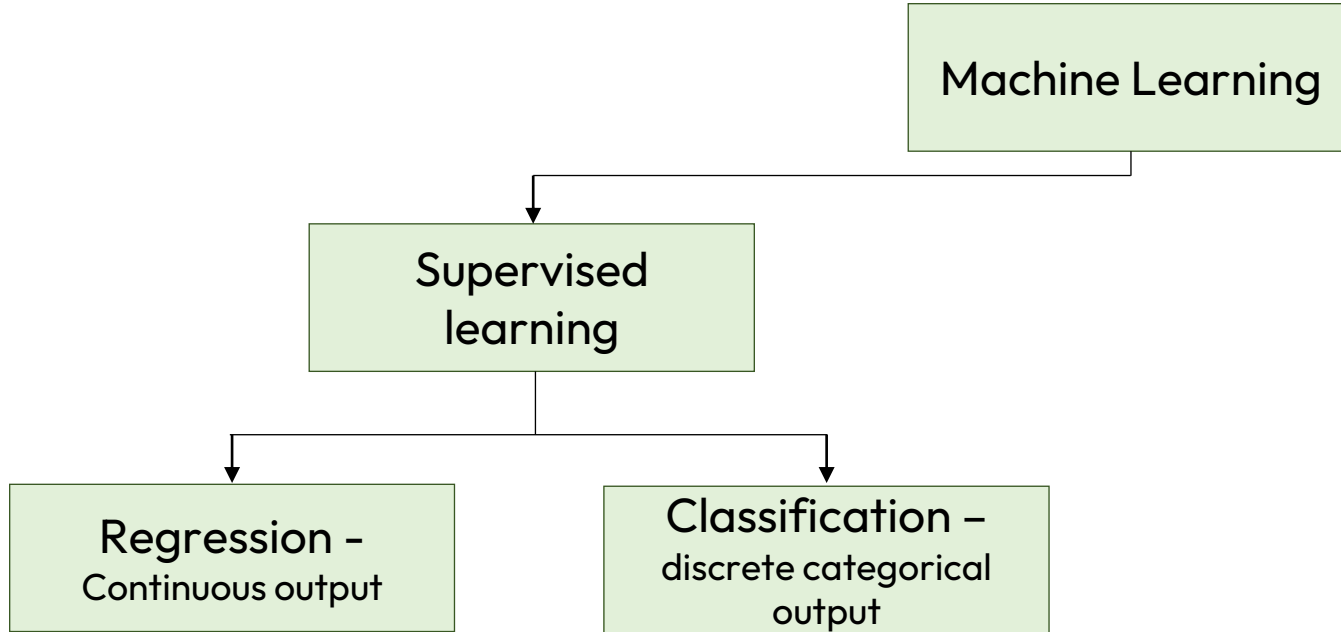 Machine Learning
Supervised
learning
Regression -
Continuous output
Classification –
discrete categorical
output